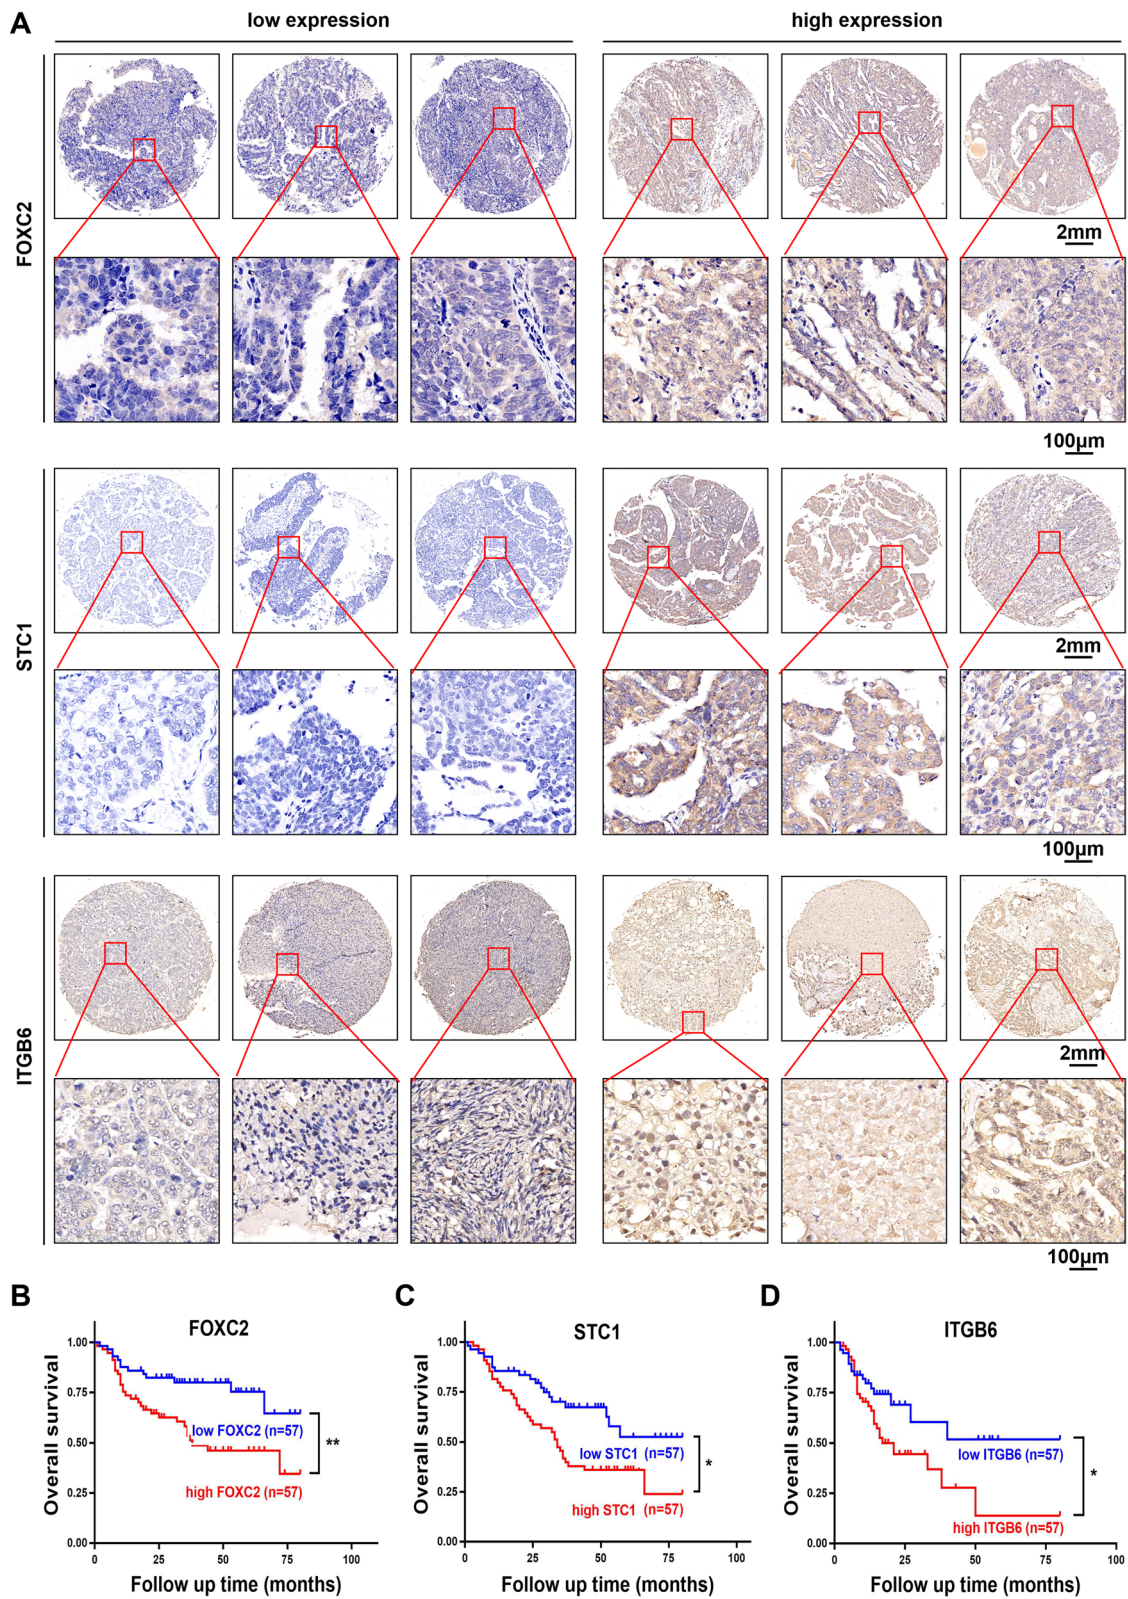 A
low expression
high expression
FOXC2
2mm
100µm
STC1
2mm
100µm
ITGB6
2mm
100µm
B
FOXC2
Overall survival
1.00
0.75
0.50
0.25
0.00
low FOXC2 (n=57)
high FOXC2 (n=57)
**
0 25 50 75 100
Follow up time (months)
C
STC1
Overall survival
1.00
0.75
0.50
0.25
0.00
low STC1 (n=57)
high STC1 (n=57)
*
0 25 50 75 100
Follow up time (months)
D
ITGB6
Overall survival
1.00
0.75
0.50
0.25
0.00
low ITGB6 (n=57)
high ITGB6 (n=57)
*
0 25 50 75 100
Follow up time (months)